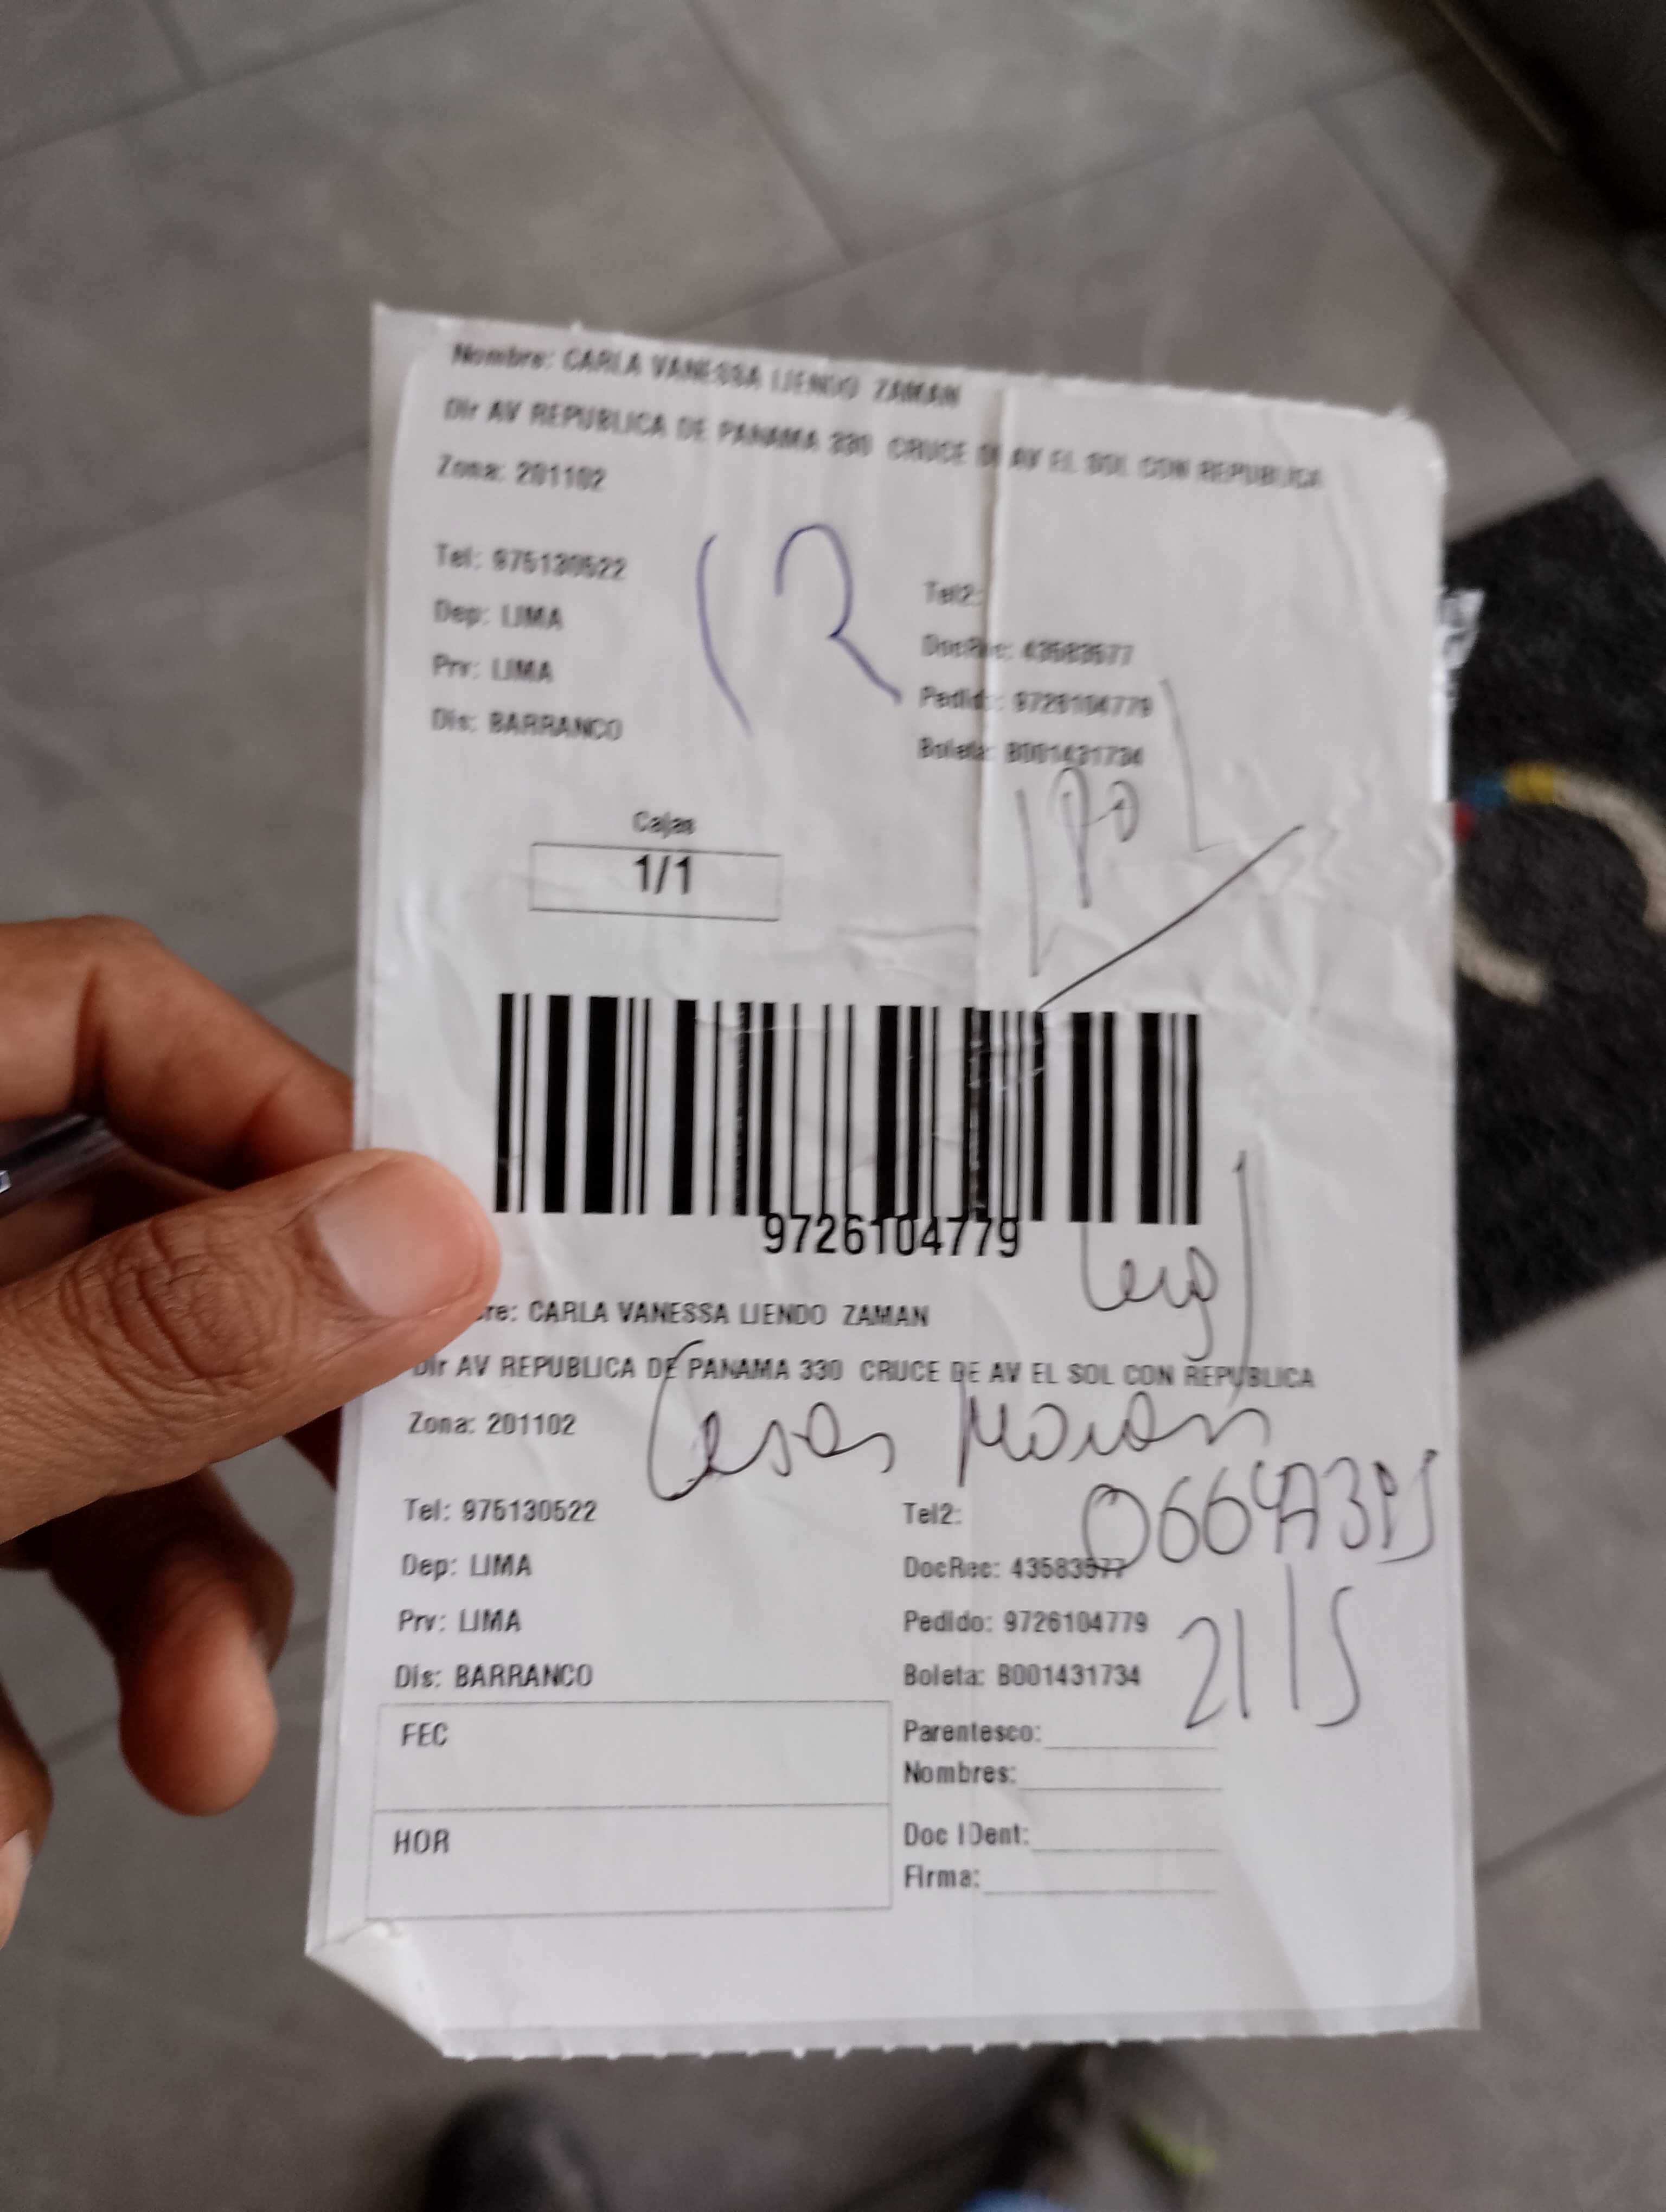 Nombre: CARLA VANESSA LIENDO ZAMAN
Dir AV REPUBLICA DE PANAMA 330 CRUCE DE AV EL SOL CON REPUBLICA
Zona: 201102
12
Tel: 975130522
Tel2:
Dep: LIMA
DocRec: 43583577
Prv: LIMA
Pedido: 9726104779
Dis: BARRANCO
Boleta: B001431734
Cajas
1/1
9726104779
re: CARLA VANESSA LIENDO ZAMAN
Dir AV REPUBLICA DE PANAMA 330 CRUCE DE AV EL SOL CON REPUBLICA
Zona: 201102
Cesar Moran
Tel: 975130522
Tel2:
Dep: LIMA
DocRec: 43583577
Prv: LIMA
Pedido: 9726104779
2115
Dis: BARRANCO
Boleta: B001431734
FEC
Parentesco:
Nombres:
HOR
Doc IDent:
Firma: